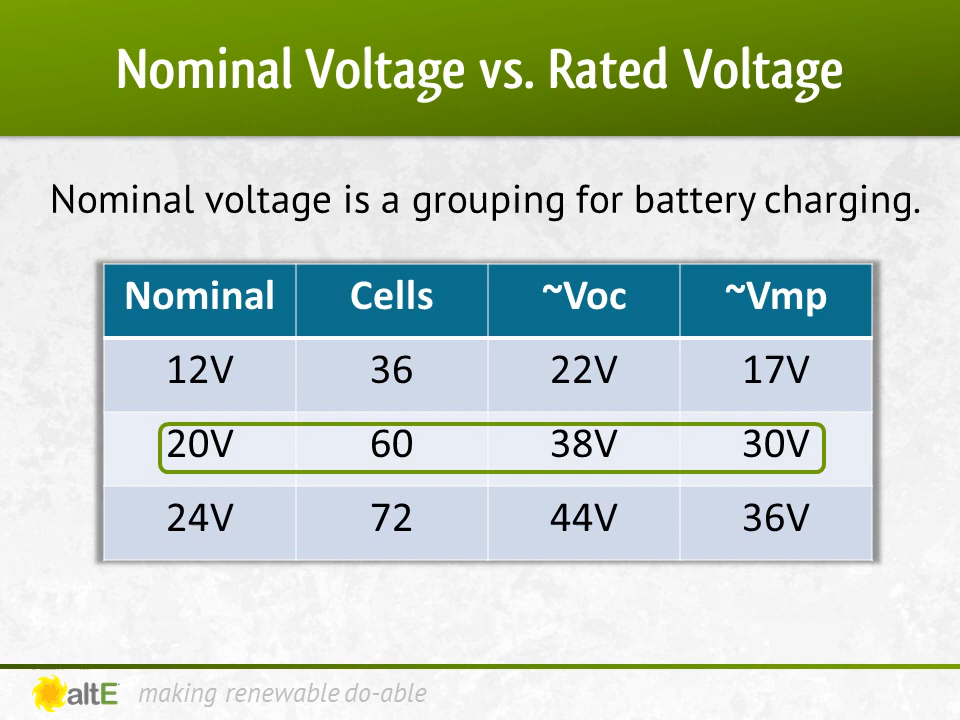 Nominal Voltage vs. Rated Voltage
Nominal voltage is a grouping for battery charging.
Nominal Cells ~Voc ~Vmp
12V 36 22V 17V
20V 60 38V 30V
24V 72 44V 36V
altE making renewable do-able